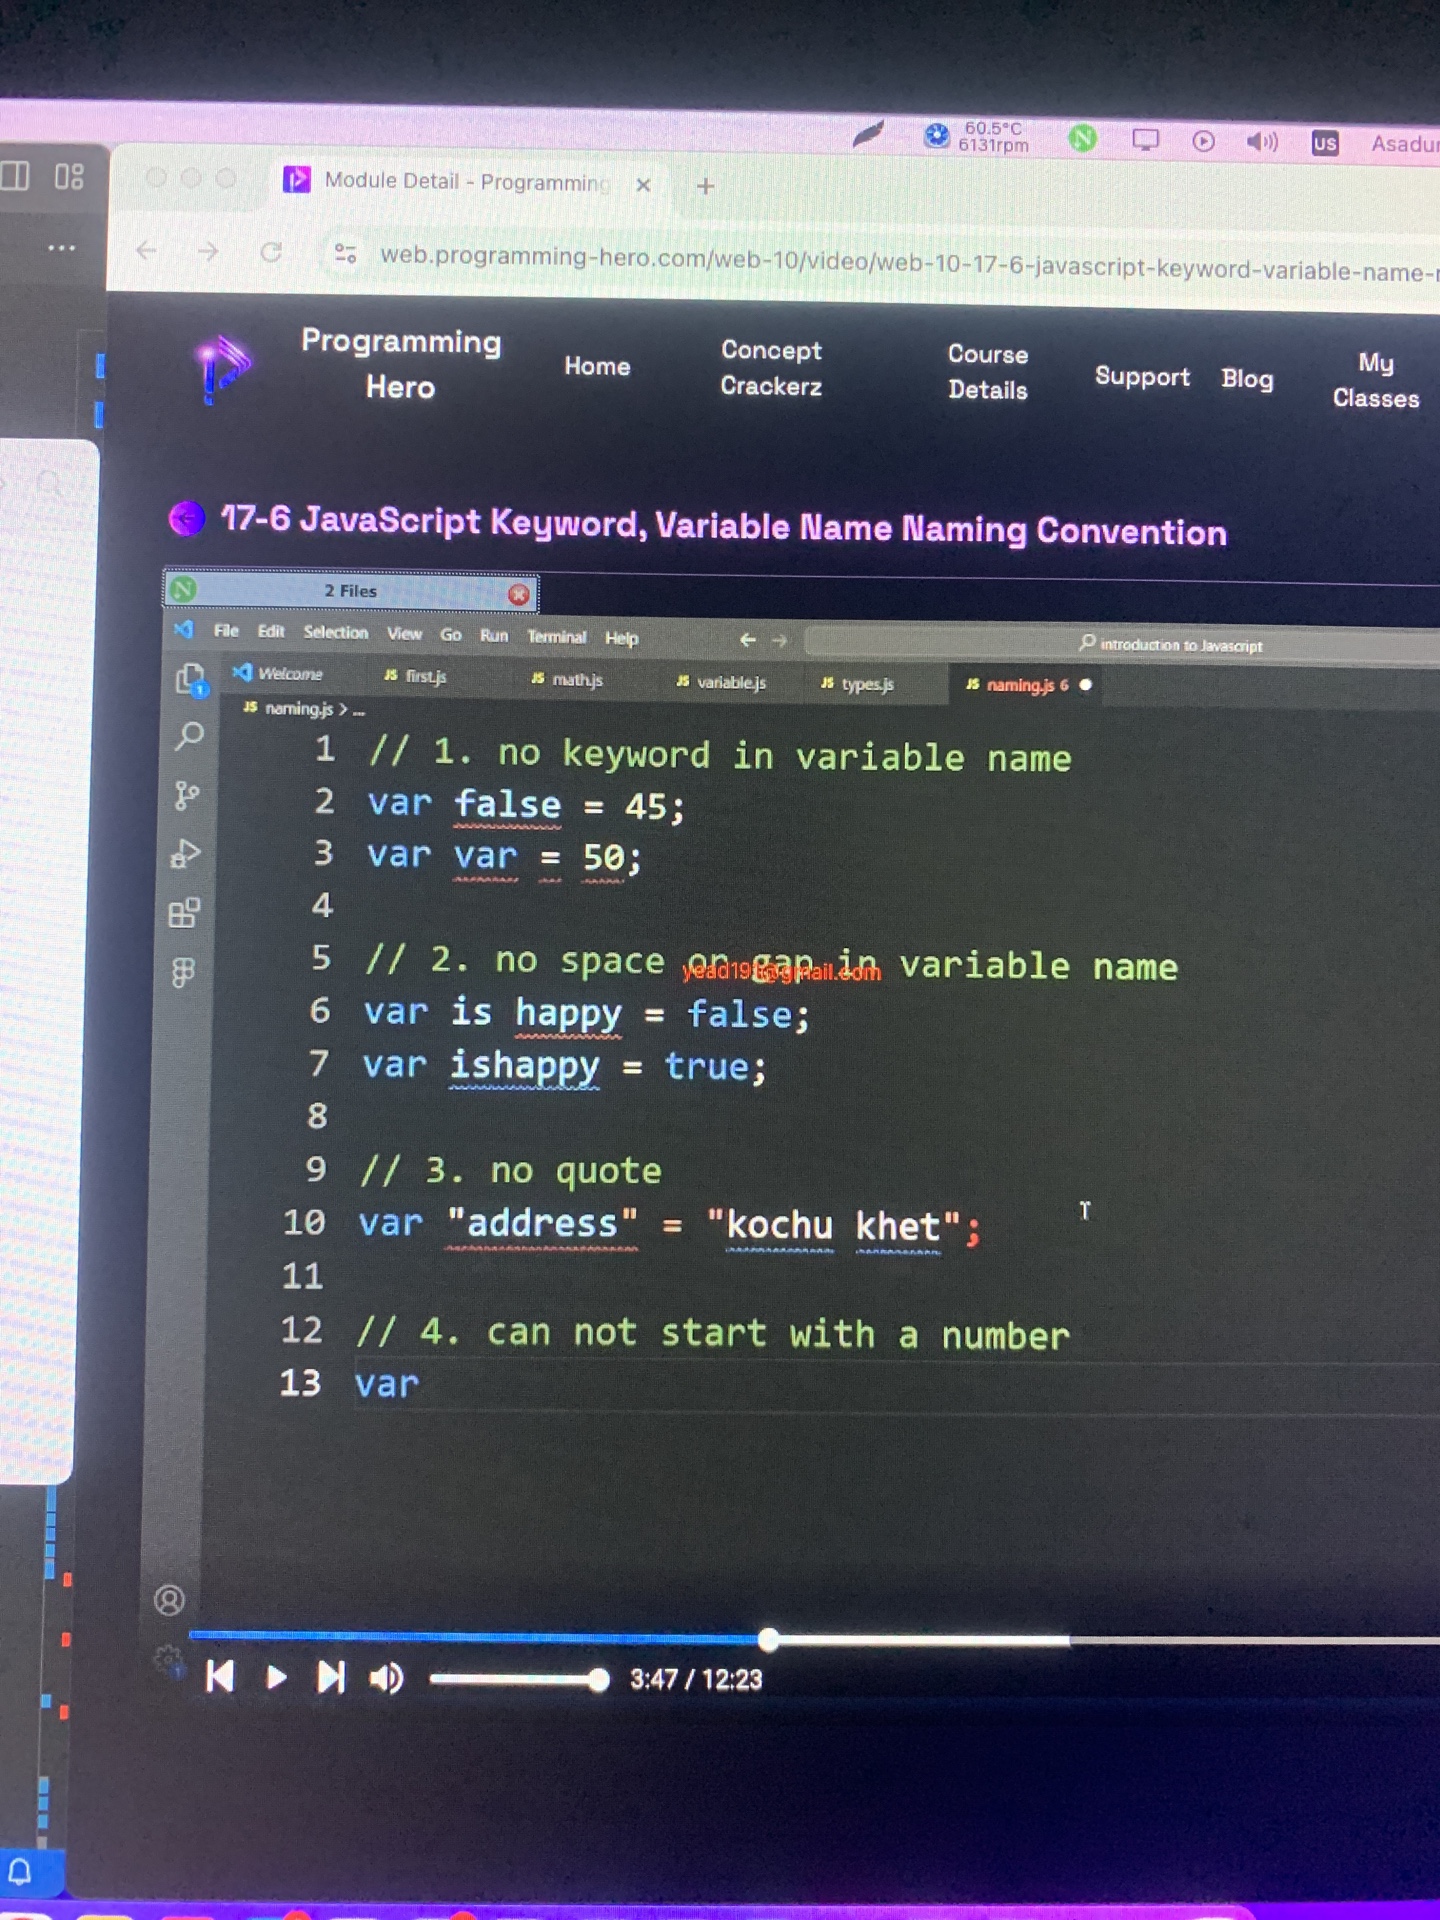 60.5°C
6131rpm
US
Module Detail - Programming
web.programming-hero.com/web-10/video/web-10-17-6-javascript-keyword-variable-name-
Programming
Hero
Home
Concept
Crackerz
Course
Details
Support
Blog
My
Classes
17-6 JavaScript Keyword, Variable Name Naming Convention
2 Files
File Edit Selection View Go Run Terminal Help
introduction to Javascript
Welcome
JS first.js
JS math.js
JS variable.js
JS types.js
JS naming.js 6
JS naming.js > ...
1 // 1. no keyword in variable name
2 var false = 45;
3 var var = 50;
4
5 // 2. no space or gap in variable name
6 var is happy = false;
7 var ishappy = true;
8
9 // 3. no quote
10 var "address" = "kochu khet";
11
12 // 4. can not start with a number
13 var
3:47 / 12:23